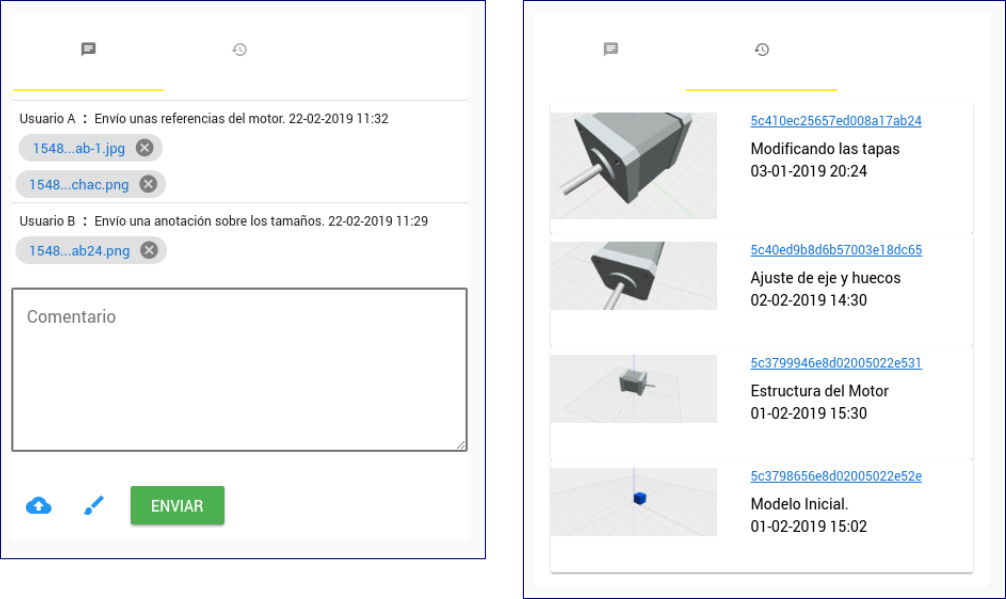 Usuario A : Envío unas referencias del motor. 22-02-2019 11:32
1548...ab-1.jpg
1548...chac.png
Usuario B : Envío una anotación sobre los tamaños. 22-02-2019 11:29
1548...ab24.png
Comentario
ENVIAR
5c410ec25657ed008a17ab24
Modificando las tapas
03-01-2019 20:24
5c40ed9b8d6b57003e18dc65
Ajuste de eje y huecos
02-02-2019 14:30
5c3799946e8d02005022e531
Estructura del Motor
01-02-2019 15:30
5c3798656e8d02005022e52e
Modelo Inicial.
01-02-2019 15:02